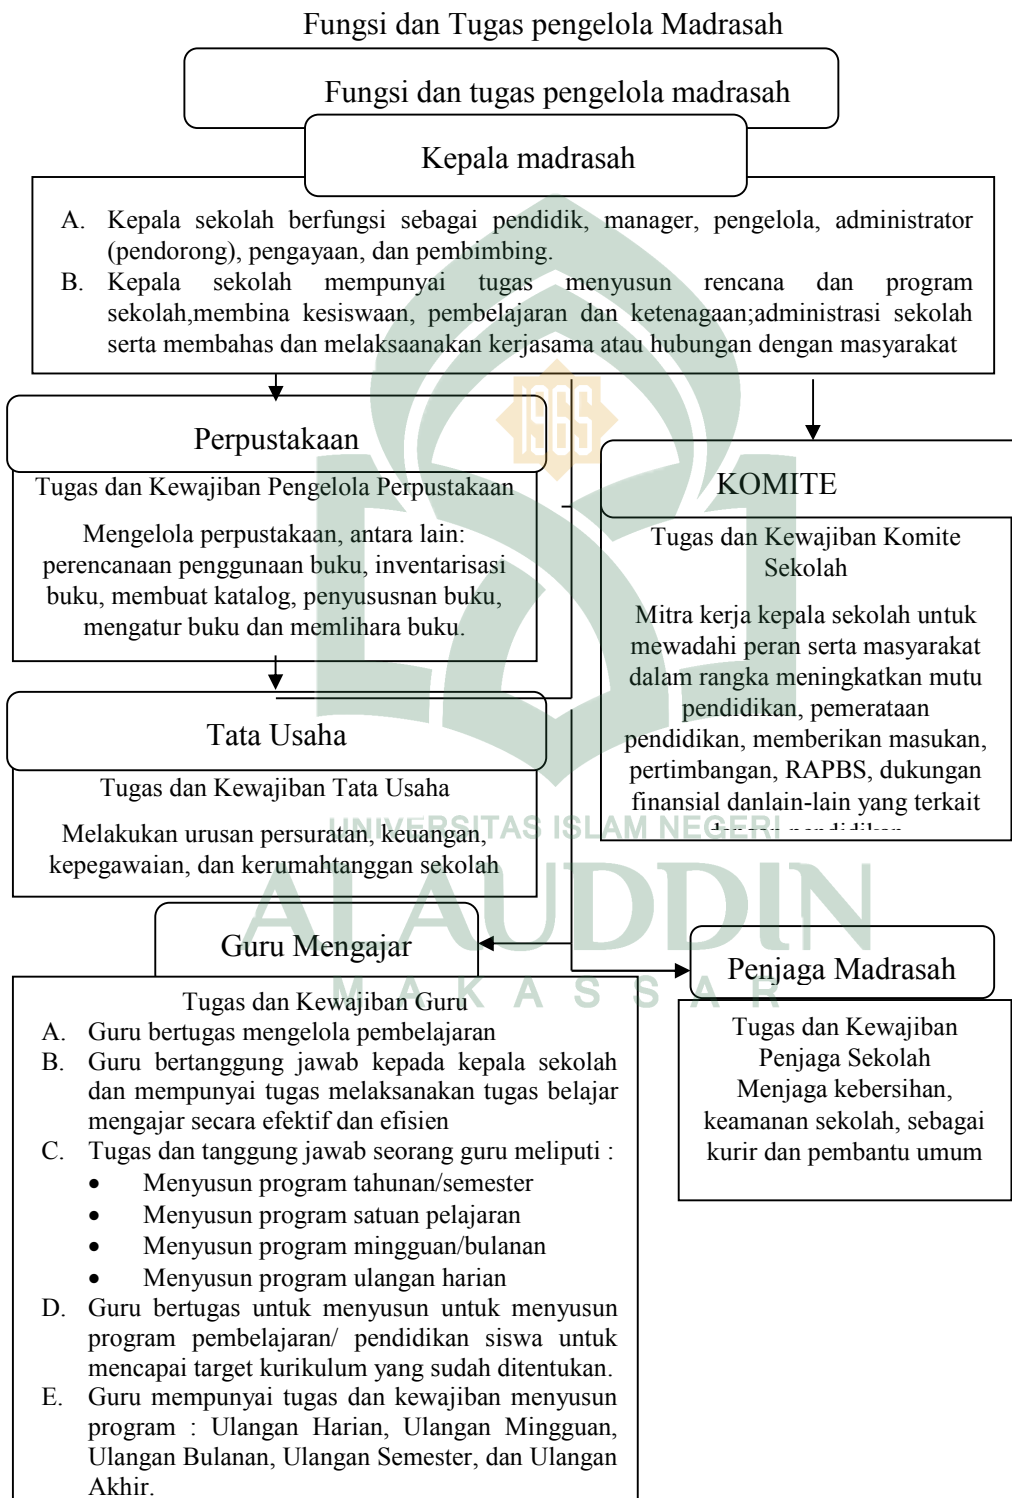 Fungsi dan Tugas pengelola Madrasah
Fungsi dan tugas pengelola madrasah
Kepala madrasah
A. Kepala sekolah berfungsi sebagai pendidik, manager, pengelola, administrator
(pendorong), pengayaan, dan pembimbing.
B. Kepala sekolah mempunyai tugas menyusun rencana dan program
sekolah,membina kesiswaan, pembelajaran dan ketenagaan;administrasi sekolah
serta membahas dan melaksaanakan kerjasama atau hubungan dengan masyarakat
1965
Perpustakaan
Tugas dan Kewajiban Pengelola Perpustakaan
Mengelola perpustakaan, antara lain:
perencanaan penggunaan buku, inventarisasi
buku, membuat katalog, penyususnan buku,
mengatur buku dan memlihara buku.
KOMITE
Tugas dan Kewajiban Komite
Sekolah
Mitra kerja kepala sekolah untuk
mewadahi peran serta masyarakat
dalam rangka meningkatkan mutu
pendidikan, pemerataan
pendidikan, memberikan masukan,
pertimbangan, RAPBS, dukungan
finansial danlain-lain yang terkait
dengan pendidikan
Tata Usaha
Tugas dan Kewajiban Tata Usaha
Melakukan urusan persuratan, keuangan,
kepegawaian, dan kerumahtanggan sekolah
UNIVERSITAS ISLAM NEGERI
ALAUDDIN
MAKASSAR
Guru Mengajar
Tugas dan Kewajiban Guru
A. Guru bertugas mengelola pembelajaran
B. Guru bertanggung jawab kepada kepala sekolah
dan mempunyai tugas melaksanakan tugas belajar
mengajar secara efektif dan efisien
C. Tugas dan tanggung jawab seorang guru meliputi :
• Menyusun program tahunan/semester
• Menyusun program satuan pelajaran
• Menyusun program mingguan/bulanan
• Menyusun program ulangan harian
D. Guru bertugas untuk menyusun untuk menyusun
program pembelajaran/ pendidikan siswa untuk
mencapai target kurikulum yang sudah ditentukan.
E. Guru mempunyai tugas dan kewajiban menyusun
program : Ulangan Harian, Ulangan Mingguan,
Ulangan Bulanan, Ulangan Semester, dan Ulangan
Akhir.
Penjaga Madrasah
Tugas dan Kewajiban
Penjaga Sekolah
Menjaga kebersihan,
keamanan sekolah, sebagai
kurir dan pembantu umum